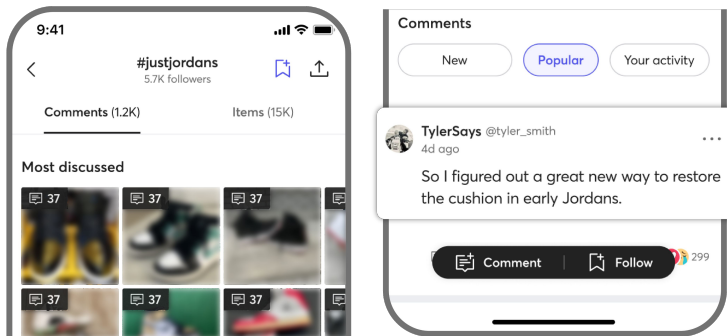 9:41
#justjordans
5.7K followers
Comments (1.2K)
Items (15K)
Most discussed
37
37
37
37
37
37
Comments
New
Popular
Your activity
TylerSays @tyler_smith
4d ago
So I figured out a great new way to restore
the cushion in early Jordans.
Comment
Follow
299